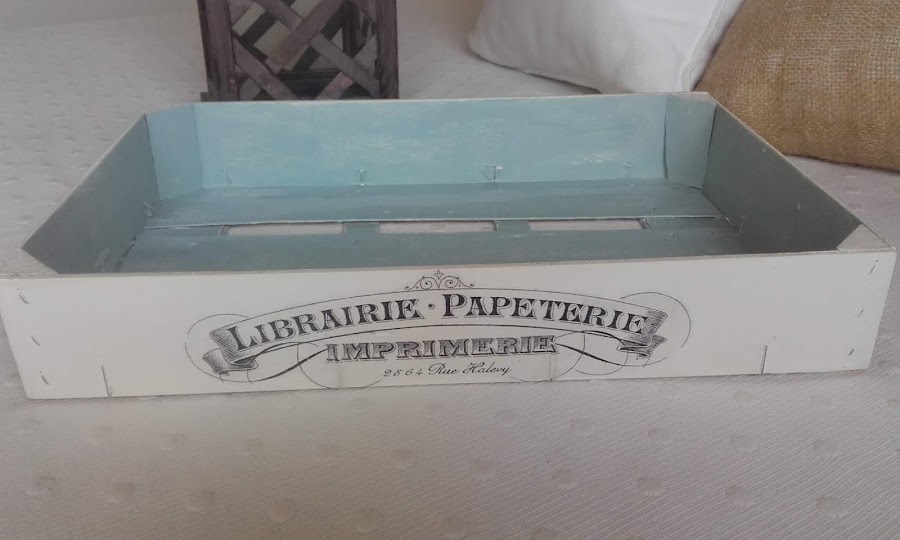 LIBRAIRIE · PAPETERIE
IMPRIMERIE
2864 Rue Halevy